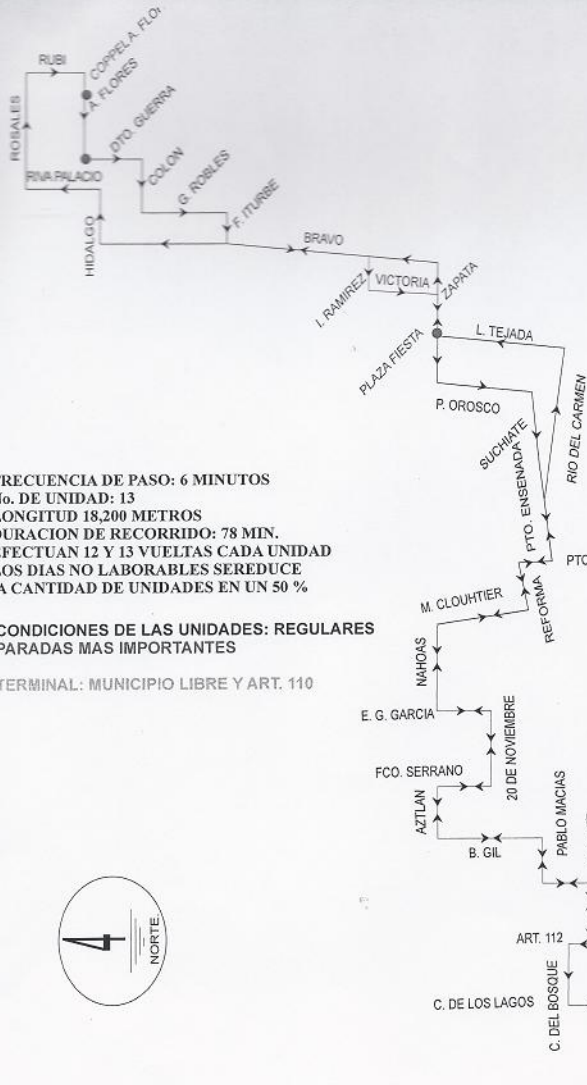 COPPEL A. FLO
RUBI
A. FLORES
ROSALES
DTO. GUERRA
COLON
RIVA PALACIO
G. ROBLES
F. ITURBE
HIDALGO
BRAVO
VICTORIA
ZAPATA
I. RAMIREZ
L. TEJADA
PLAZA FIESTA
P. OROSCO
RIO DEL CARMEN
SUCHIATE
FRECUENCIA DE PASO: 6 MINUTOS
No. DE UNIDAD: 13
LONGITUD 18,200 METROS
DURACION DE RECORRIDO: 78 MIN.
EFECTUAN 12 Y 13 VUELTAS CADA UNIDAD
LOS DIAS NO LABORABLES SEREDUCE
LA CANTIDAD DE UNIDADES EN UN 50 %
PTO. ENSENADA
PTO
M. CLOUHTIER
REFORMA
CONDICIONES DE LAS UNIDADES: REGULARES
PARADAS MAS IMPORTANTES
NAHOAS
TERMINAL: MUNICIPIO LIBRE Y ART. 110
E. G. GARCIA
20 DE NOVIEMBRE
FCO. SERRANO
AZTLAN
PABLO MACIAS
B. GIL
NORTE.
ART. 112
C. DEL BOSQUE
C. DE LOS LAGOS